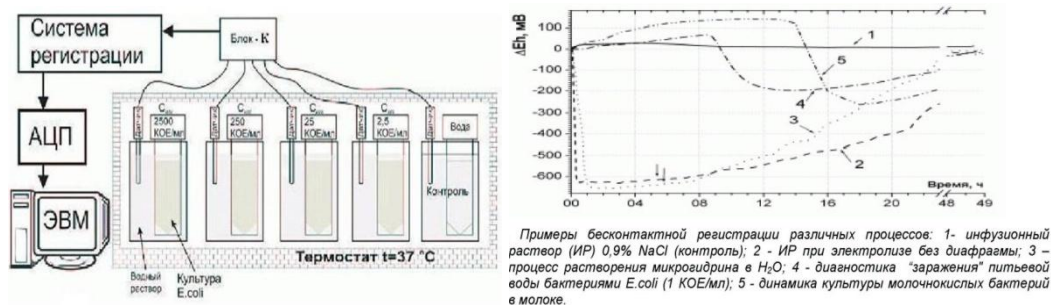 Система
регистрации
Блок - К
АЦП
ЭВМ
2500
КОЕ/мл
250
КОЕ/мл
25
КОЕ/мл
2,5
КОЕ/мл
Вода
Контроль
Термостат t=37 °C
Водный
раствор
Культура
E.coli
ΔEh, мВ
100
0
-100
-200
-300
-400
-500
-600
00
04
08
12
16
20
24
48
49
Время, ч
1
5
4
3
2
Примеры бесконтактной регистрации различных процессов: 1- инфузионный
раствор (ИР) 0,9% NaCl (контроль); 2 - ИР при электролизе без диафрагмы; 3 –
процесс растворения микрогидрина в H₂O; 4 - диагностика "заражения" питьевой
воды бактериями E.coli (1 КОЕ/мл); 5 - динамика культуры молочнокислых бактерий
в молоке.